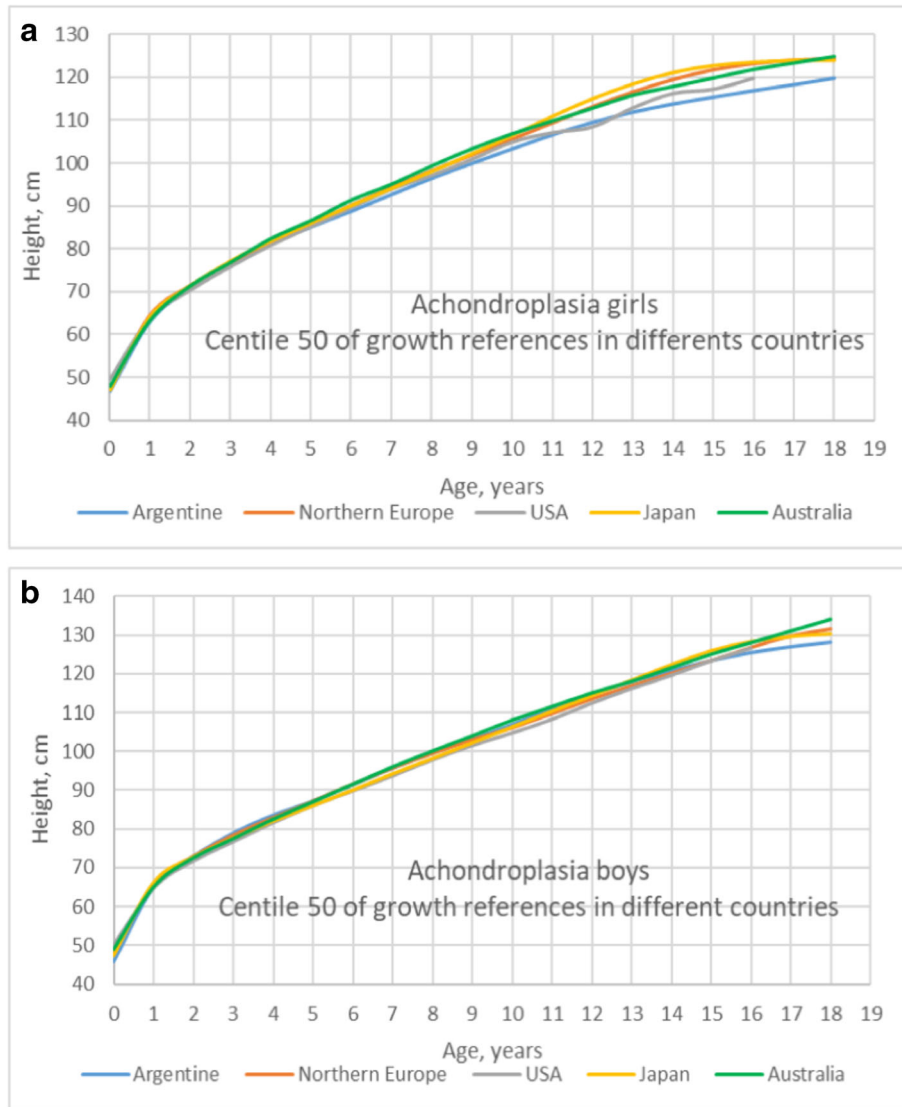 a
130
120
110
100
90
80
70
60
50
40
Height, cm
Achondroplasia girls
Centile 50 of growth references in differents countries
0 1 2 3 4 5 6 7 8 9 10 11 12 13 14 15 16 17 18 19
Age, years
Argentine Northern Europe USA Japan Australia
b
140
130
120
110
100
90
80
70
60
50
40
Height, cm
Achondroplasia boys
Centile 50 of growth references in different countries
0 1 2 3 4 5 6 7 8 9 10 11 12 13 14 15 16 17 18 19
Age, years
Argentine Northern Europe USA Japan Australia